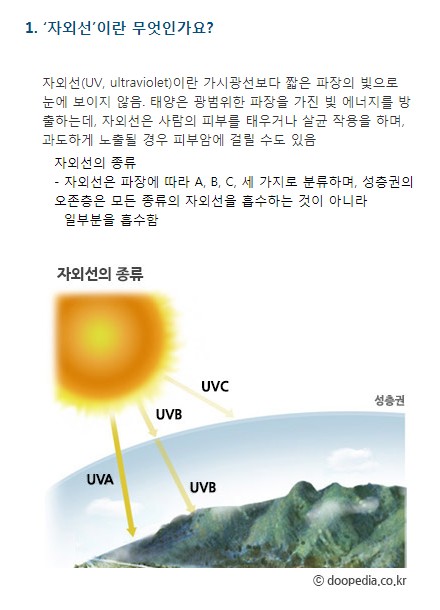 1. ‘자외선’이란 무엇인가요?
자외선(UV, ultraviolet)이란 가시광선보다 짧은 파장의 빛으로
눈에 보이지 않음. 태양은 광범위한 파장을 가진 빛 에너지를 방
출하는데, 자외선은 사람의 피부를 태우거나 살균 작용을 하며,
과도하게 노출될 경우 피부암에 걸릴 수도 있음
자외선의 종류
- 자외선은 파장에 따라 A, B, C, 세 가지로 분류하며, 성층권의
오존층은 모든 종류의 자외선을 흡수하는 것이 아니라
일부분을 흡수함
자외선의 종류
UVC
성층권
UVB
UVA
UVB
ⓒ doopedia,co,kr